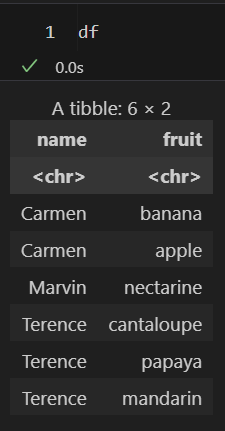 1 df
0.0s
A tibble: 6 × 2
name fruit
<chr> <chr>
Carmen banana
Carmen apple
Marvin nectarine
Terence cantaloupe
Terence papaya
Terence mandarin